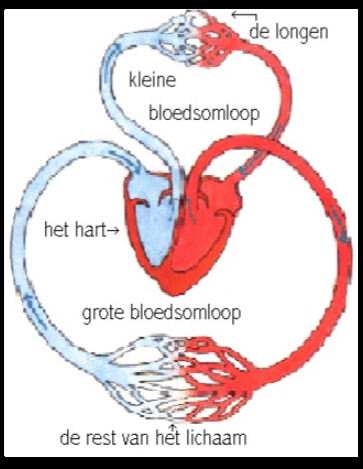 de longen
kleine
bloedsomloop
het hart→
grote bloedsomloop
de rest van het lichaam